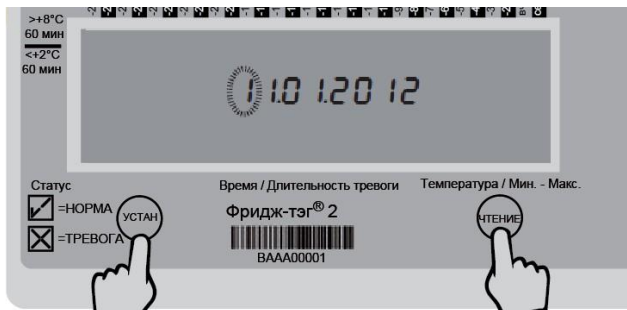 >+8°C
60 мин
<+2°C
60 мин
11.01.2012
Статус
Время / Длительность тревоги
Температура / Мин. - Макс.
=НОРМА
=ТРЕВОГА
УСТАН
Фридж-тэг® 2
BAAA00001
ЧТЕНИЕ